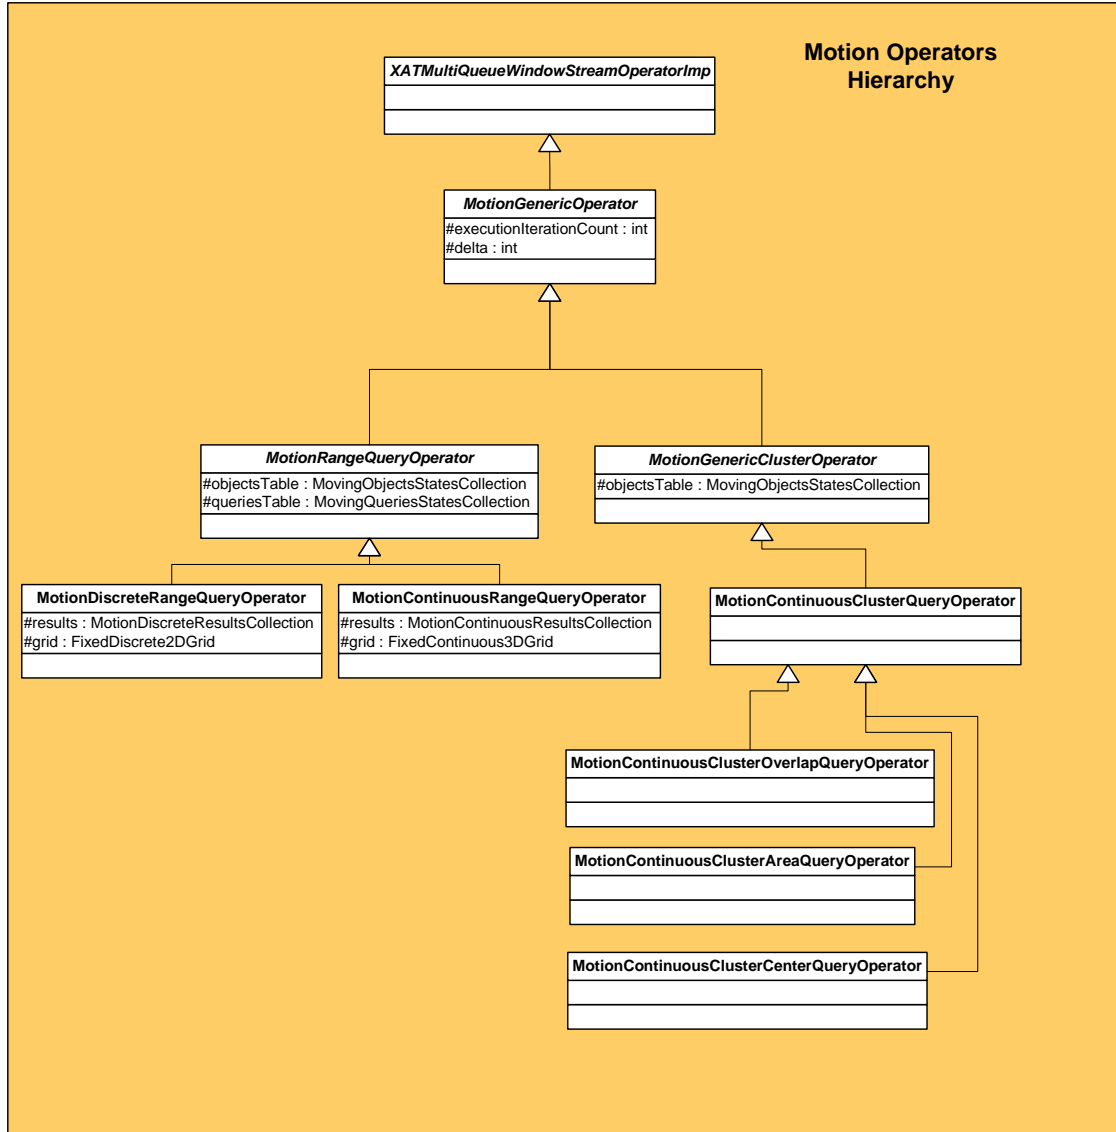 Motion Operators
Hierarchy
XATMultiQueueWindowStreamOperatorImp
MotionGenericOperator
#executionIterationCount : int
#delta : int
MotionRangeQueryOperator
#objectsTable : MovingObjectsStatesCollection
#queriesTable : MovingQueriesStatesCollection
MotionGenericClusterOperator
#objectsTable : MovingObjectsStatesCollection
MotionDiscreteRangeQueryOperator
#results : MotionDiscreteResultsCollection
#grid : FixedDiscrete2DGrid
MotionContinuousRangeQueryOperator
#results : MotionContinuousResultsCollection
#grid : FixedContinuous3DGrid
MotionContinuousClusterQueryOperator
MotionContinuousClusterOverlapQueryOperator
MotionContinuousClusterAreaQueryOperator
MotionContinuousClusterCenterQueryOperator